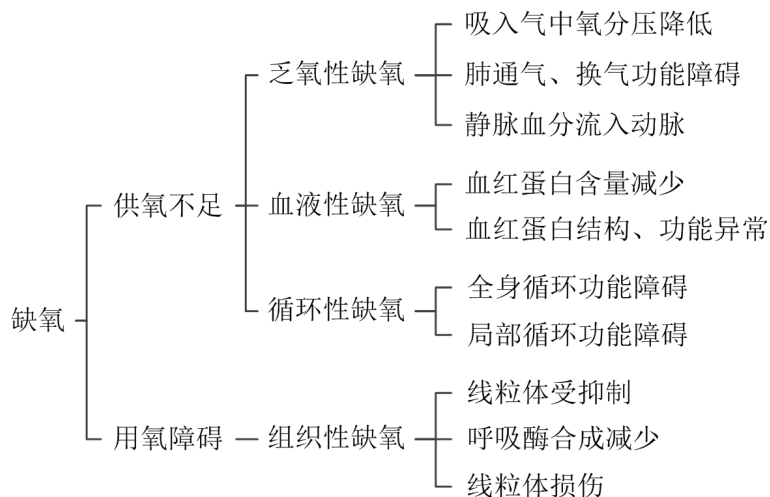 缺氧
供氧不足
乏氧性缺氧
吸入气中氧分压降低
肺通气、换气功能障碍
静脉血分流入动脉
血液性缺氧
血红蛋白含量减少
血红蛋白结构、功能异常
循环性缺氧
全身循环功能障碍
局部循环功能障碍
用氧障碍
组织性缺氧
线粒体受抑制
呼吸酶合成减少
线粒体损伤